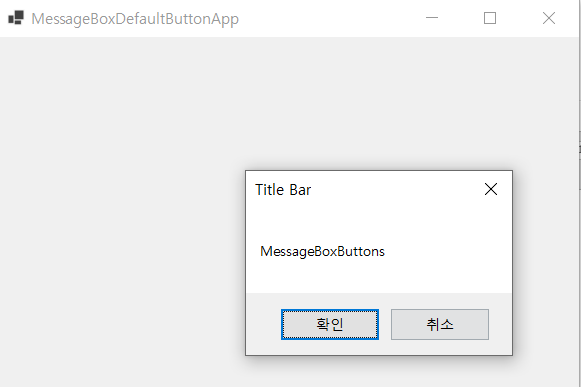 MessageBoxDefaultButtonApp
Title Bar
MessageBoxButtons
확인 취소